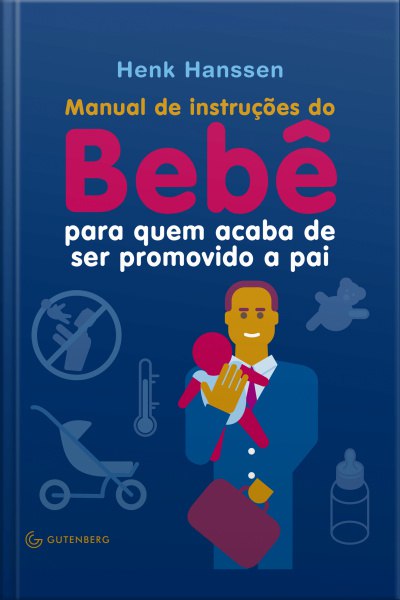 Henk Hanssen
Manual de instruções do
Bebê
para quem acaba de
ser promovido a pai
GUTENBERG